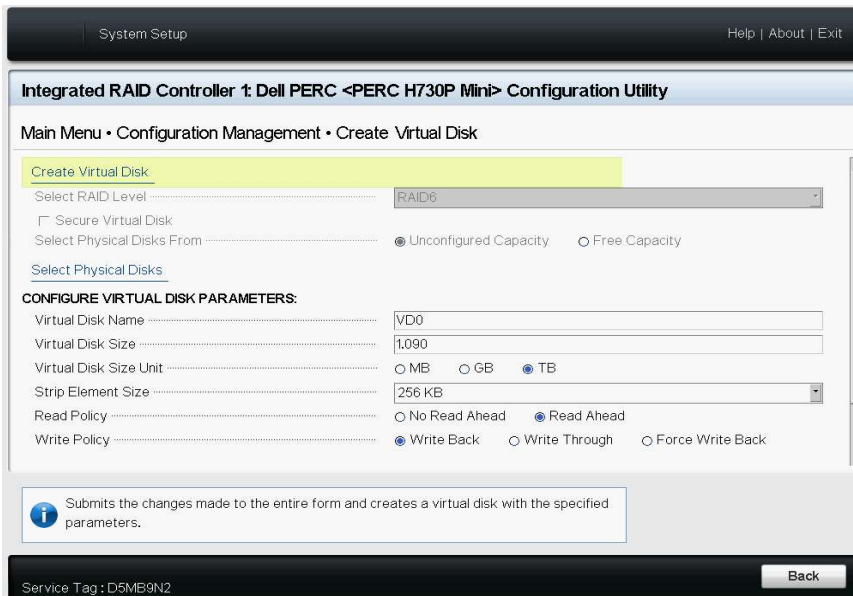 System Setup
Help | About | Exit
Integrated RAID Controller 1: Dell PERC <PERC H730P Mini> Configuration Utility
Main Menu • Configuration Management • Create Virtual Disk
Create Virtual Disk
Select RAID Level RAID6
Secure Virtual Disk
Select Physical Disks From Unconfigured Capacity Free Capacity
Select Physical Disks
CONFIGURE VIRTUAL DISK PARAMETERS:
Virtual Disk Name VD0
Virtual Disk Size 1.090
Virtual Disk Size Unit MB GB TB
Strip Element Size 256 KB
Read Policy No Read Ahead Read Ahead
Write Policy Write Back Write Through Force Write Back
Submits the changes made to the entire form and creates a virtual disk with the specified
parameters.
Back
Service Tag : D5MB9N2